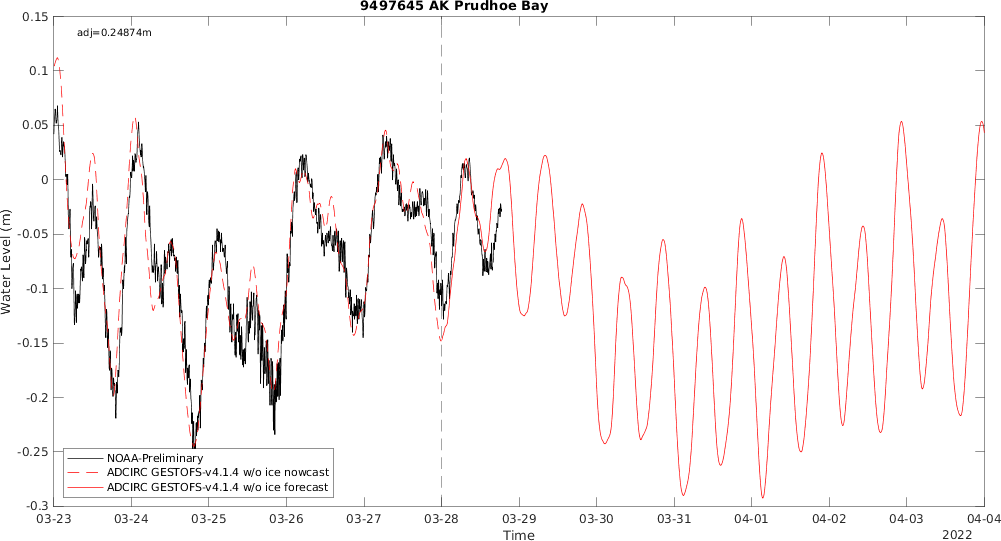 9497645 AK Prudhoe Bay
adj=0.24874m
0.15
0.1
0.05
0
-0.05
-0.1
-0.15
-0.2
-0.25
-0.3
Water Level (m)
NOAA-Preliminary
ADCIRC GESTOFS-v4.1.4 w/o ice nowcast
ADCIRC GESTOFS-v4.1.4 w/o ice forecast
03-23 03-24 03-25 03-26 03-27 03-28 03-29 03-30 03-31 04-01 04-02 04-03 04-04
Time
2022